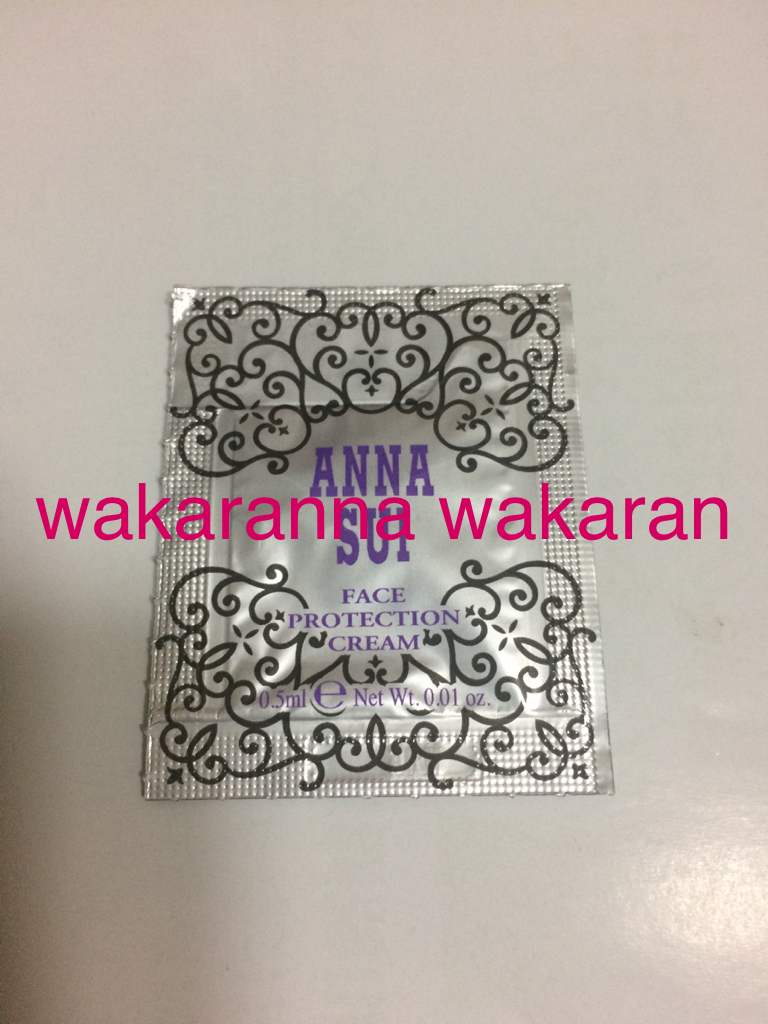 ANNA
wakaranna wakaran
SUI
FACE
PROTECTION
CREAM
0.5ml ℮ Net Wt. 0.01 oz.